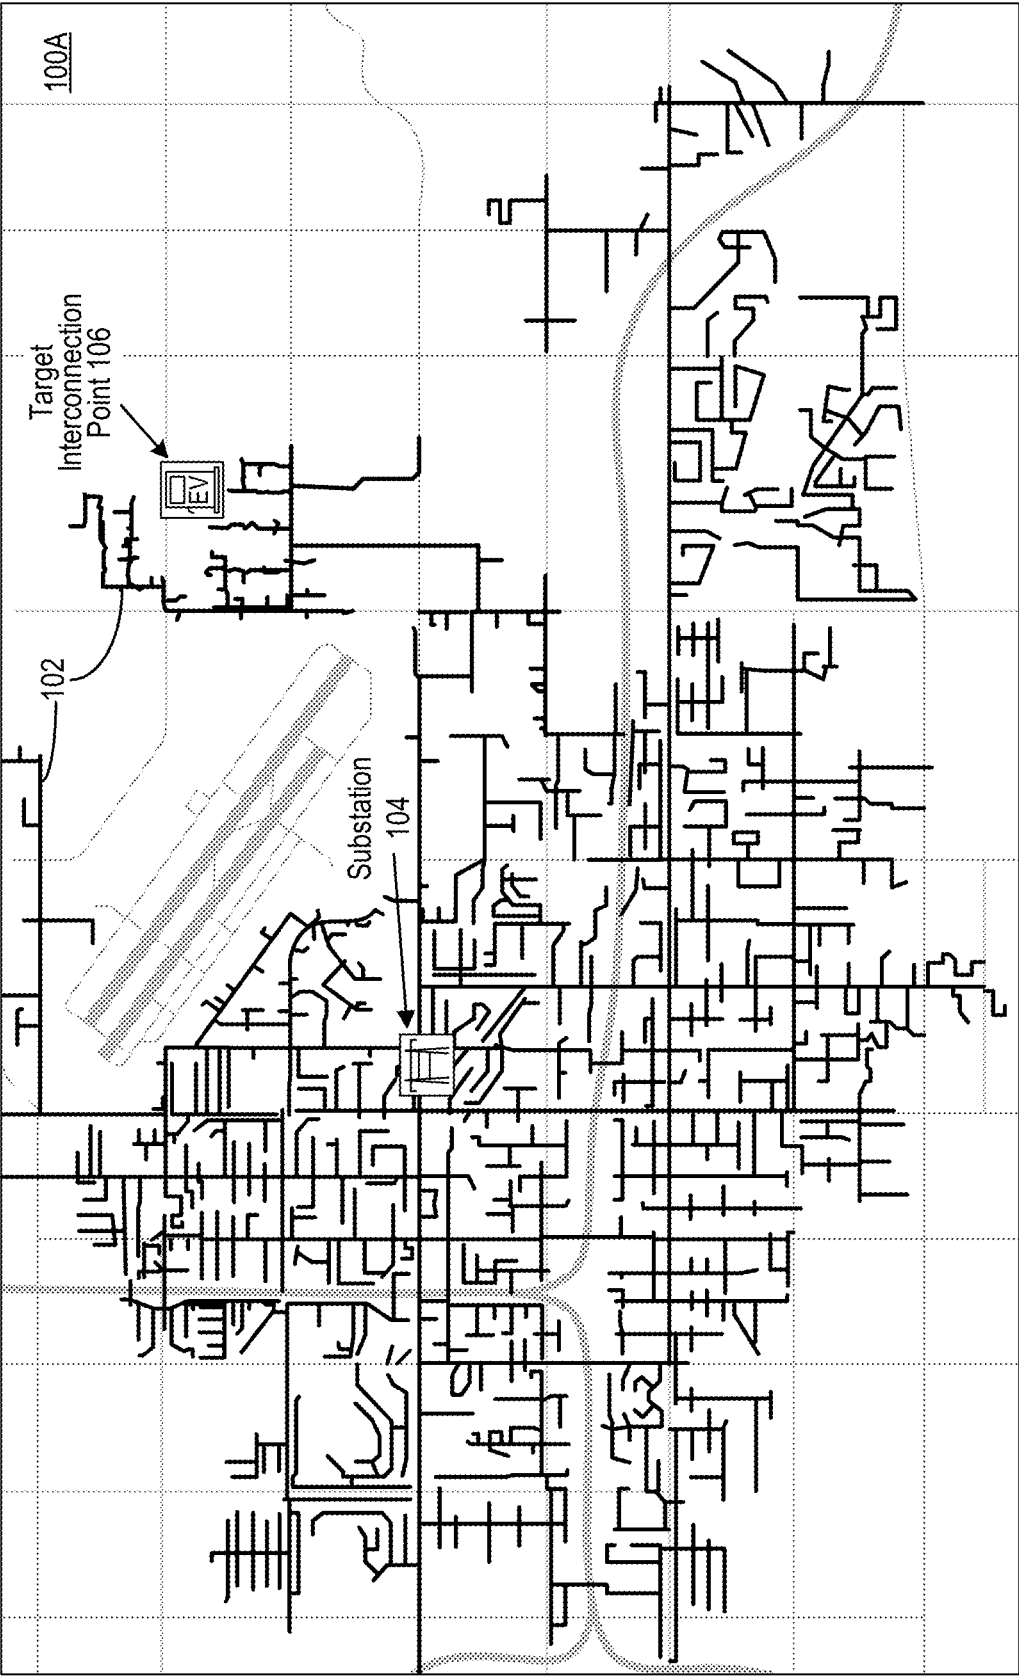 100A
Target
Interconnection
Point 106
EV
102
Substation
104